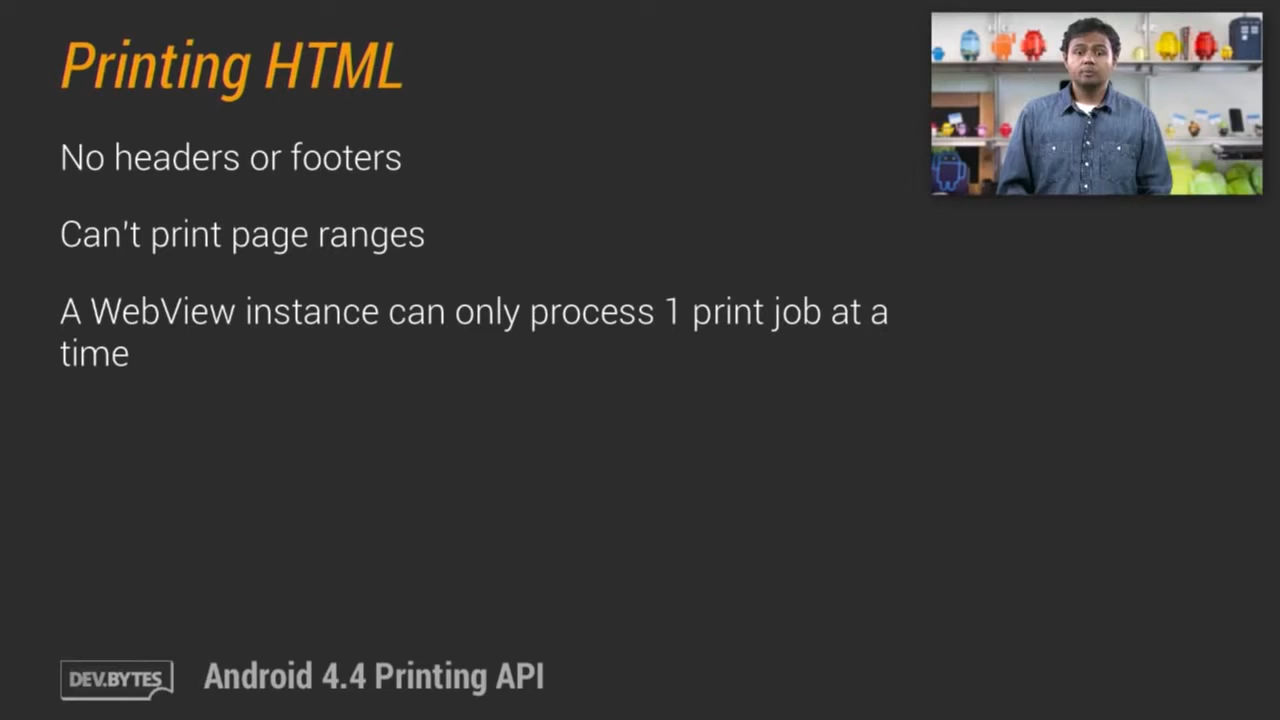 Printing HTML
No headers or footers
Can't print page ranges
A WebView instance can only process 1 print job at a
time
DEV.BYTES
Android 4.4 Printing API